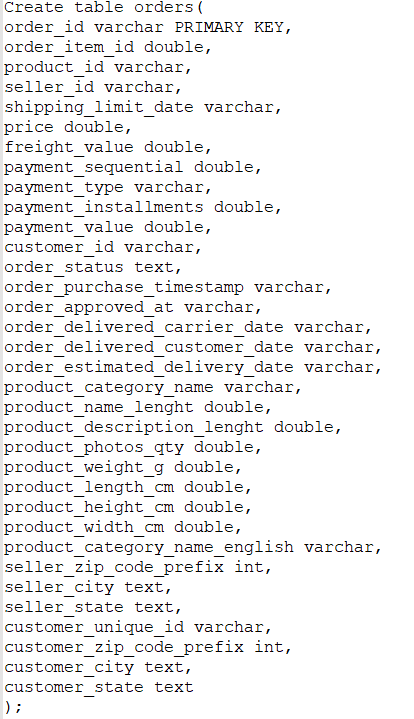 Create table orders(
order_id varchar PRIMARY KEY,
order_item_id double,
product_id varchar,
seller_id varchar,
shipping_limit_date varchar,
price double,
freight_value double,
payment_sequential double,
payment_type varchar,
payment_installments double,
payment_value double,
customer_id varchar,
order_status text,
order_purchase_timestamp varchar,
order_approved_at varchar,
order_delivered_carrier_date varchar,
order_delivered_customer_date varchar,
order_estimated_delivery_date varchar,
product_category_name varchar,
product_name_lenght double,
product_description_lenght double,
product_photos_qty double,
product_weight_g double,
product_length_cm double,
product_height_cm double,
product_width_cm double,
product_category_name_english varchar,
seller_zip_code_prefix int,
seller_city text,
seller_state text,
customer_unique_id varchar,
customer_zip_code_prefix int,
customer_city text,
customer_state text
);